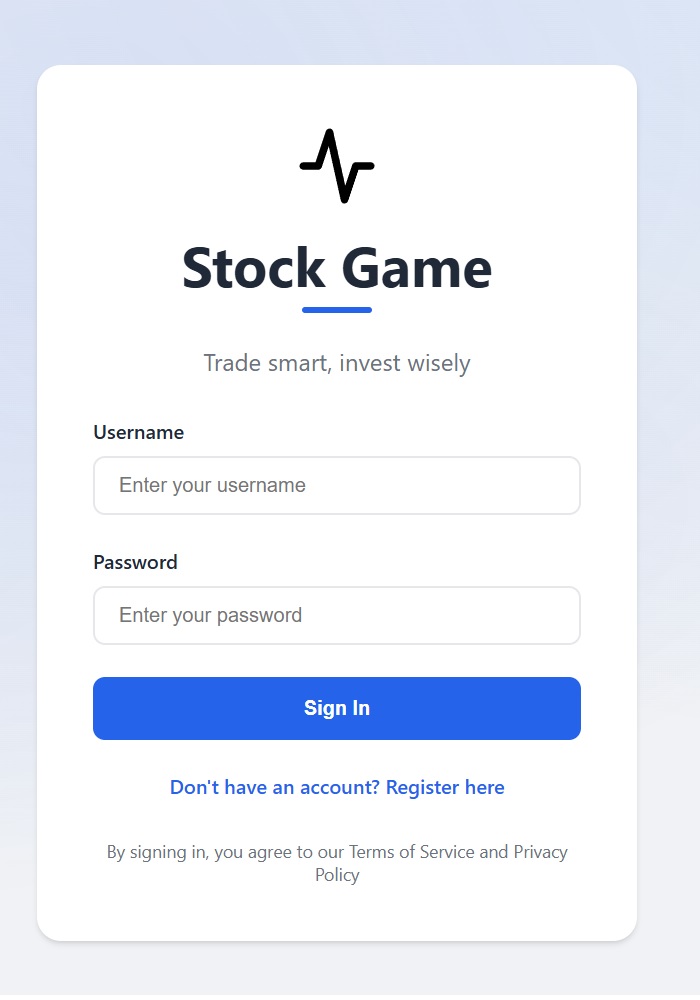 Stock Game
Trade smart, invest wisely
Username
Enter your username
Password
Enter your password
Sign In
Don't have an account? Register here
By signing in, you agree to our Terms of Service and Privacy
Policy